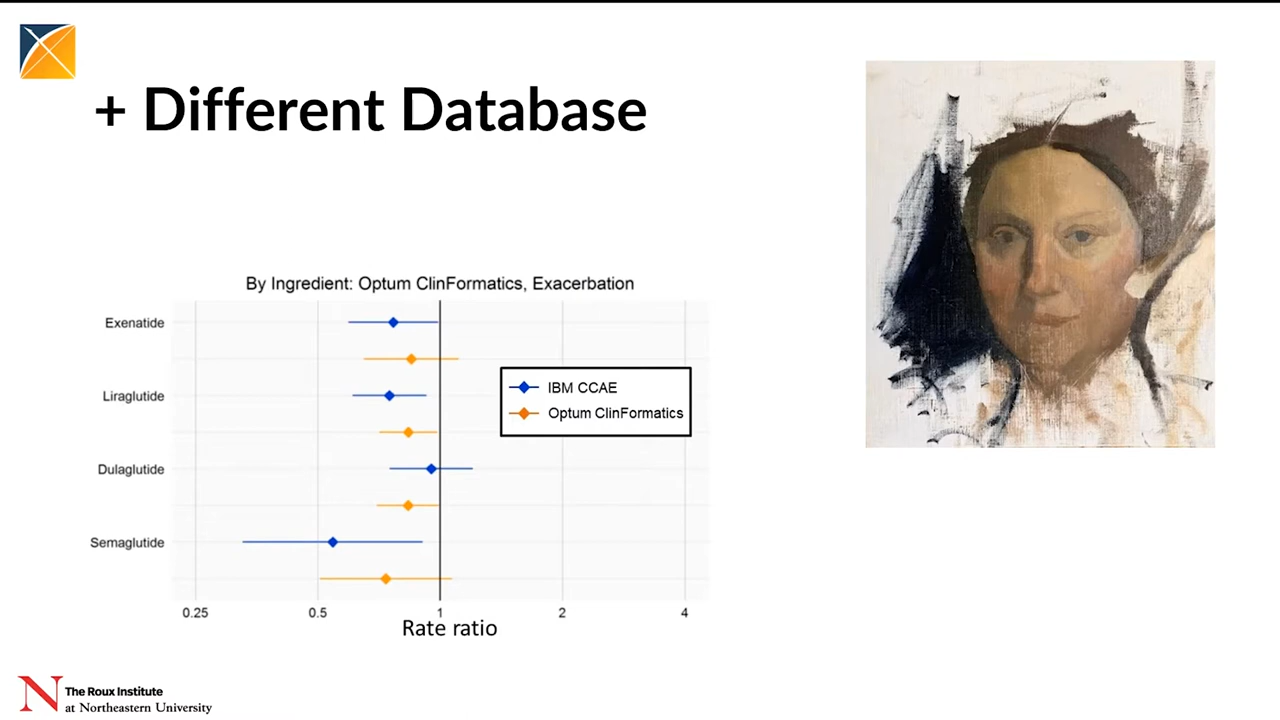 + Different Database
By Ingredient: Optum ClinFormatics, Exacerbation
Exenatide
Liraglutide
Dulaglutide
Semaglutide
IBM CCAE
Optum ClinFormatics
0.25 0.5 1 2 4
Rate ratio
N The Roux Institute
at Northeastern University